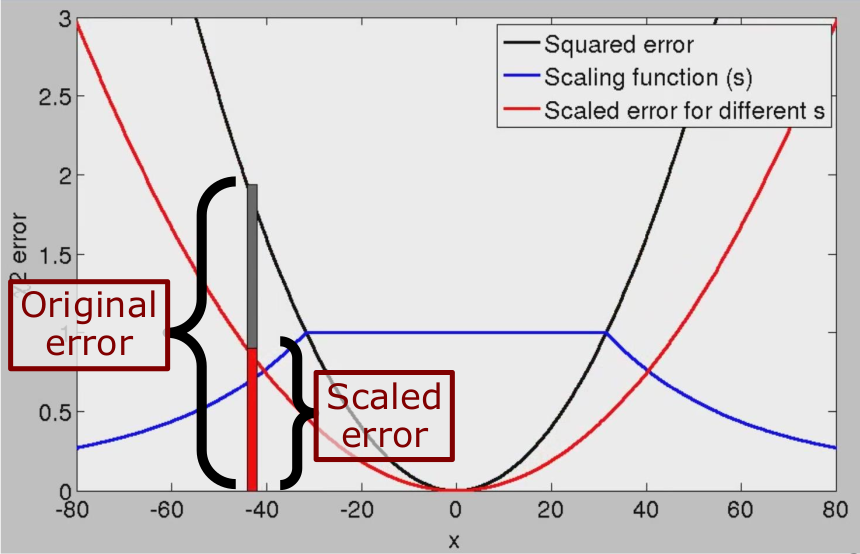 3
2.5
2
1.5
1
0.5
0
-80
-60
-40
-20
0
20
40
60
80
x
2 error
Squared error
Scaling function (s)
Scaled error for different s
Original
error
Scaled
error